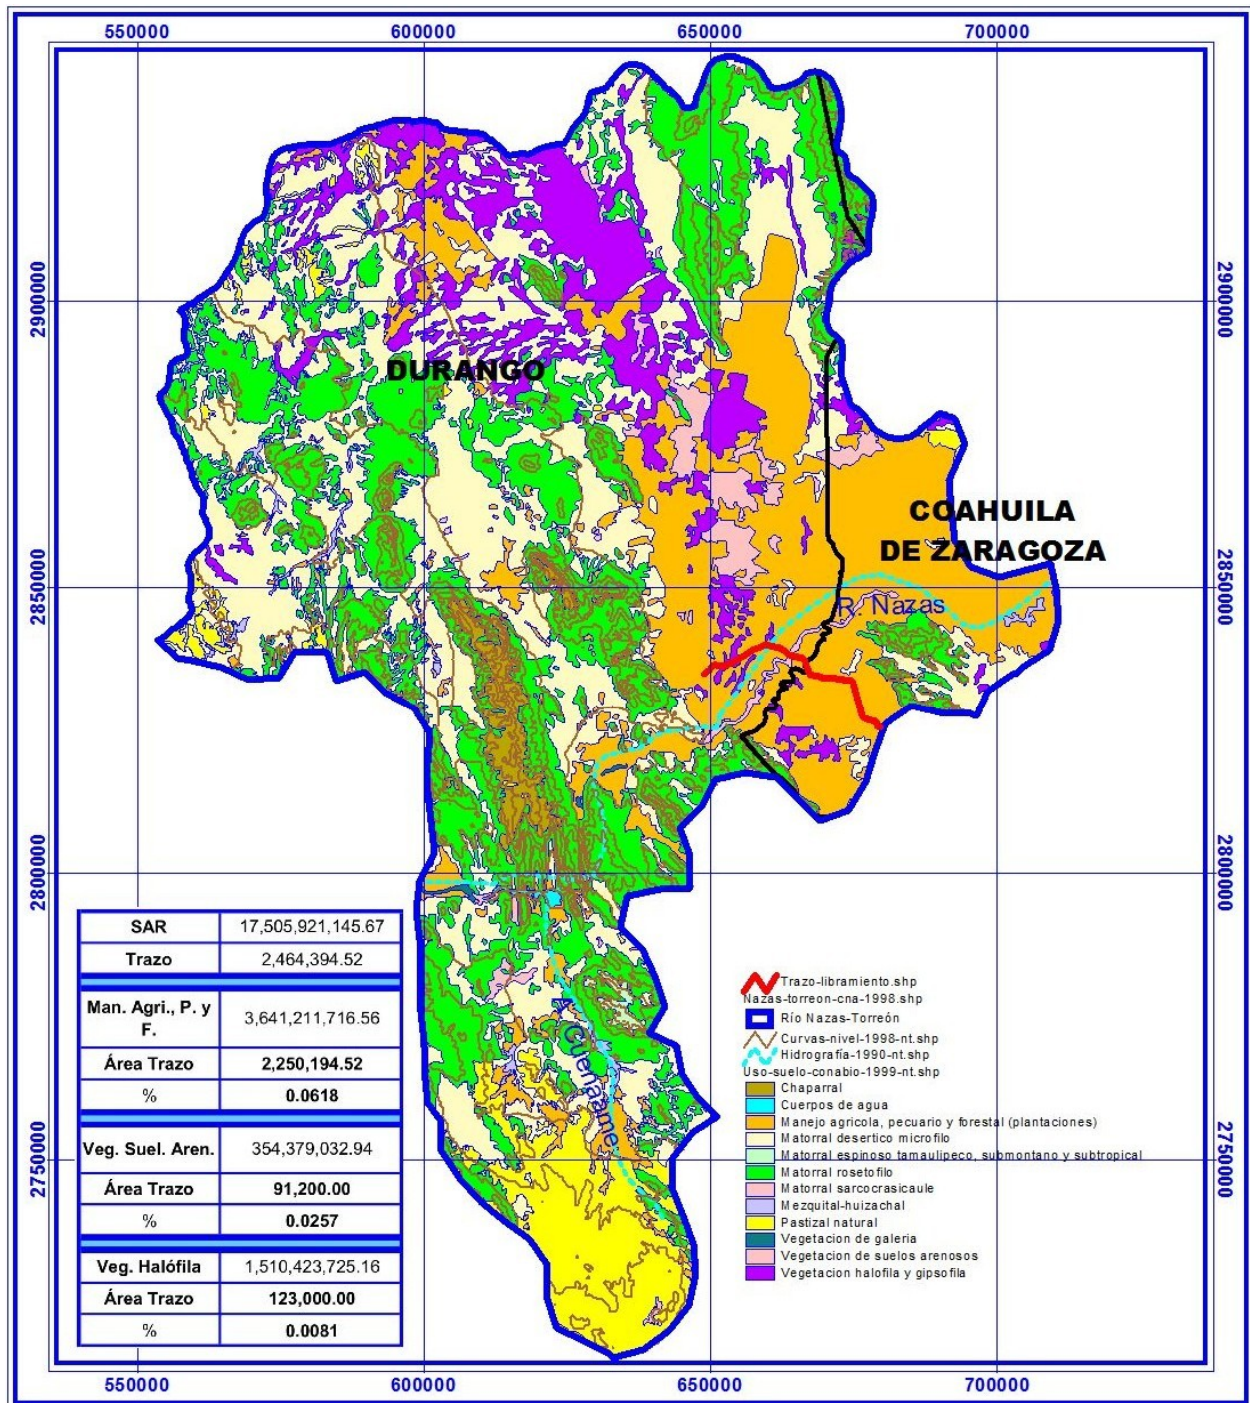 550000 600000 650000 700000
2900000 2900000
DURANGO
COAHUILA
DE ZARAGOZA
2850000 2850000
R. Nazas
2800000 2800000
SAR 17,505,921,145.67
Trazo 2,464,394.52
Man. Agri., P. y
F. 3,641,211,716.56
Área Trazo 2,250,194.52
% 0.0618
Veg. Suel. Aren. 354,379,032.94
Área Trazo 91,200.00
% 0.0257
Veg. Halófila 1,510,423,725.16
Área Trazo 123,000.00
% 0.0081
Trazo-libramiento.shp
Nazas-torreon-cna-1998.shp
Río Nazas-Torreón
Curvas-nivel-1998-nt.shp
Hidrografía-1990-nt.shp
Uso-suelo-conabio-1999-nt.shp
Chaparral
Cuerpos de agua
Manejo agricola, pecuario y forestal (plantaciones)
Matorral desertico microfilo
Matorral espinoso tamaulipeco, submontano y subtropical
Matorral rosetofilo
Matorral sarcocrasicaule
Mezquital-huizachal
Pastizal natural
Vegetacion de galeria
Vegetacion de suelos arenosos
Vegetacion halofila y gipsofila
2750000 2750000
550000 600000 650000 700000